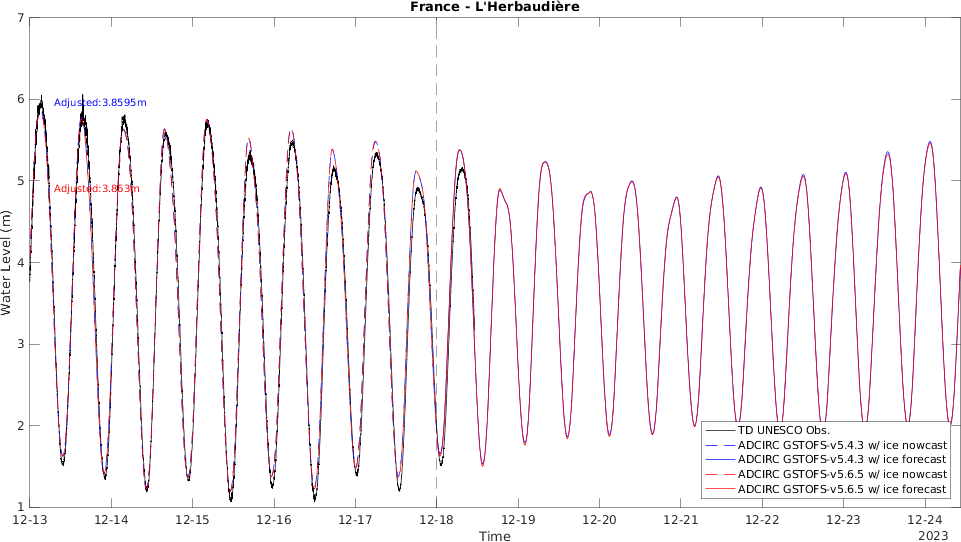 France - L'Herbaudière
7
6
5
4
3
2
1
Water Level (m)
Adjusted:3.8595m
Adjusted:3.863m
TD UNESCO Obs.
ADCIRC GSTOFS-v5.4.3 w/ ice nowcast
ADCIRC GSTOFS-v5.4.3 w/ ice forecast
ADCIRC GSTOFS-v5.6.5 w/ ice nowcast
ADCIRC GSTOFS-v5.6.5 w/ ice forecast
12-13 12-14 12-15 12-16 12-17 12-18 12-19 12-20 12-21 12-22 12-23 12-24
Time
2023